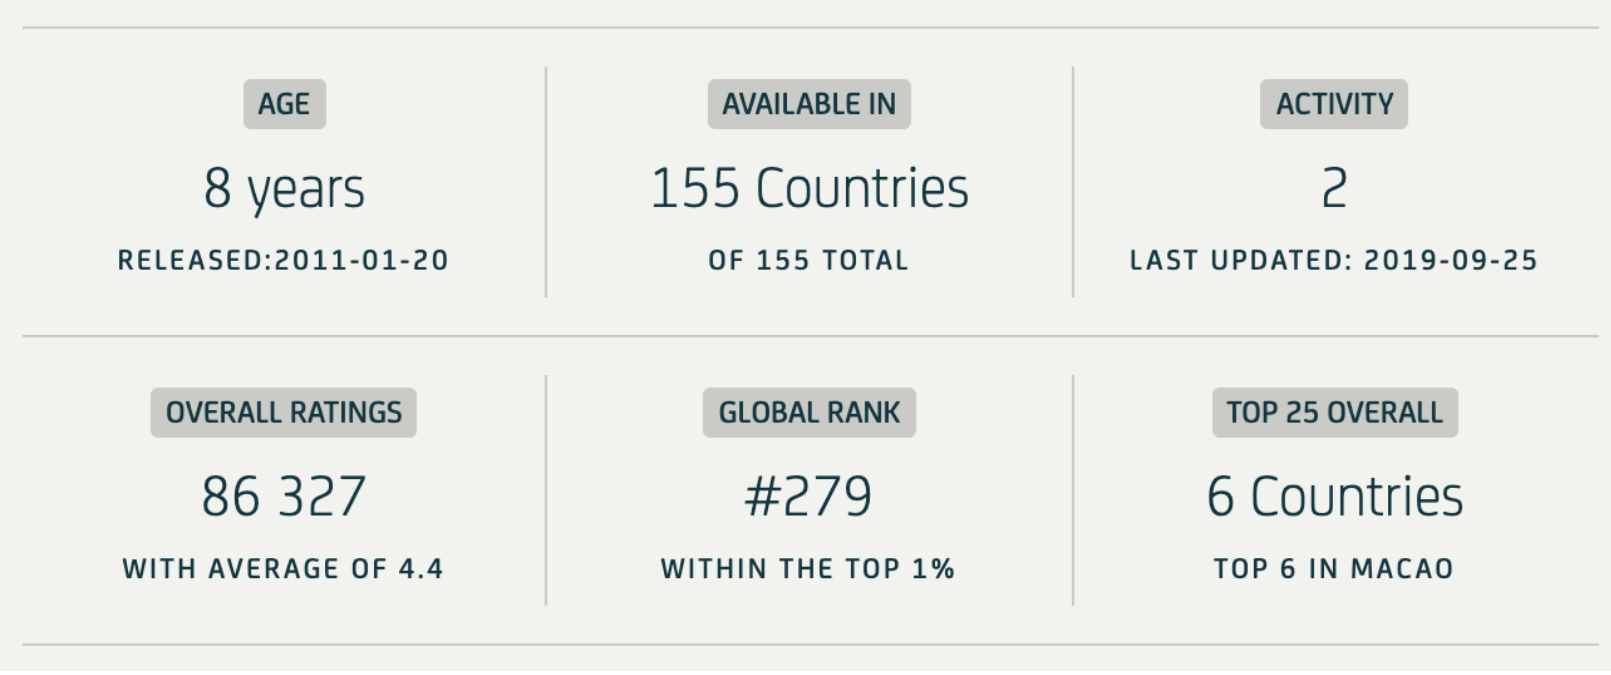 AGE
8 years
RELEASED:2011-01-20
AVAILABLE IN
155 Countries
OF 155 TOTAL
ACTIVITY
2
LAST UPDATED: 2019-09-25
OVERALL RATINGS
86 327
WITH AVERAGE OF 4.4
GLOBAL RANK
#279
WITHIN THE TOP 1%
TOP 25 OVERALL
6 Countries
TOP 6 IN MACAO